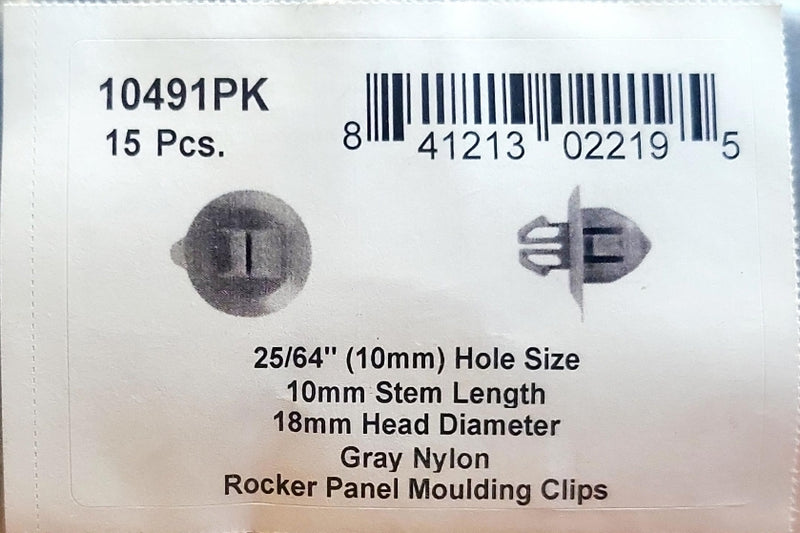 10491PK
15 Pcs.
8 41213 02219 5
25/64" (10mm) Hole Size
10mm Stem Length
18mm Head Diameter
Gray Nylon
Rocker Panel Moulding Clips